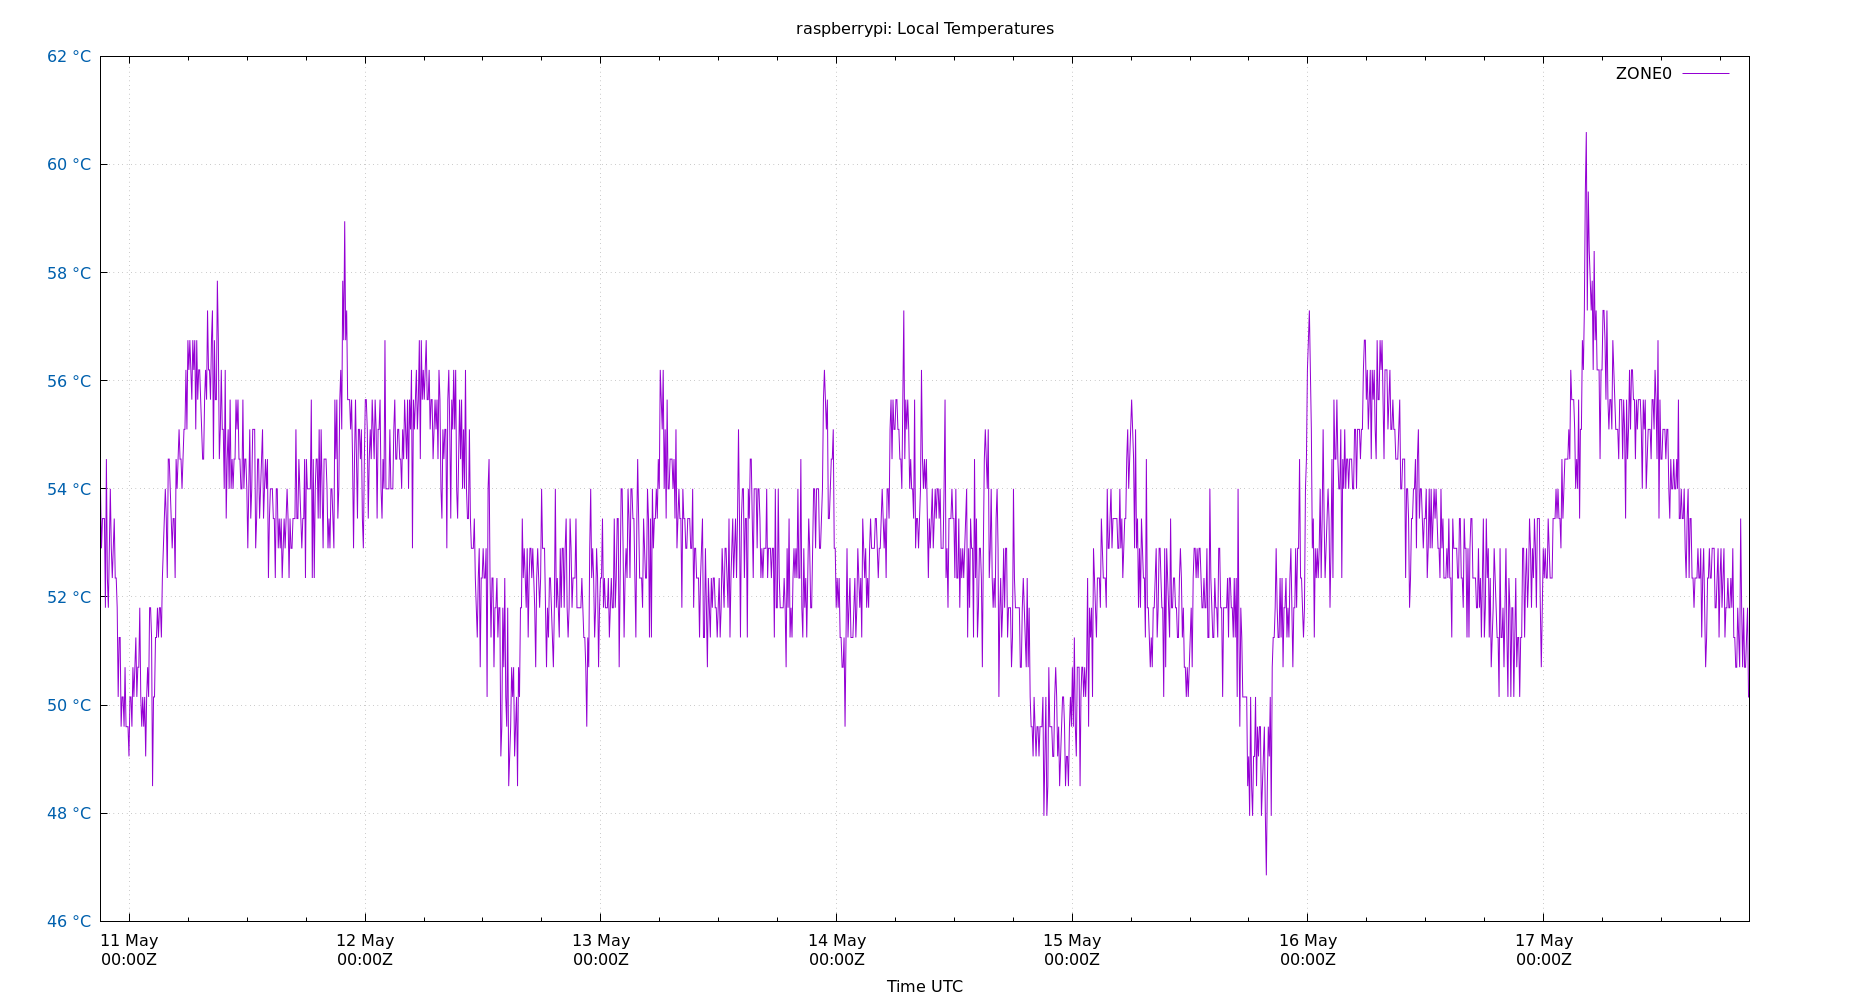 raspberrypi: Local Temperatures
62 °C
ZONE0
60 °C
58 °C
56 °C
54 °C
52 °C
50 °C
48 °C
46 °C
11 May 12 May 13 May 14 May 15 May 16 May 17 May
00:00Z 00:00Z 00:00Z 00:00Z 00:00Z 00:00Z 00:00Z
Time UTC